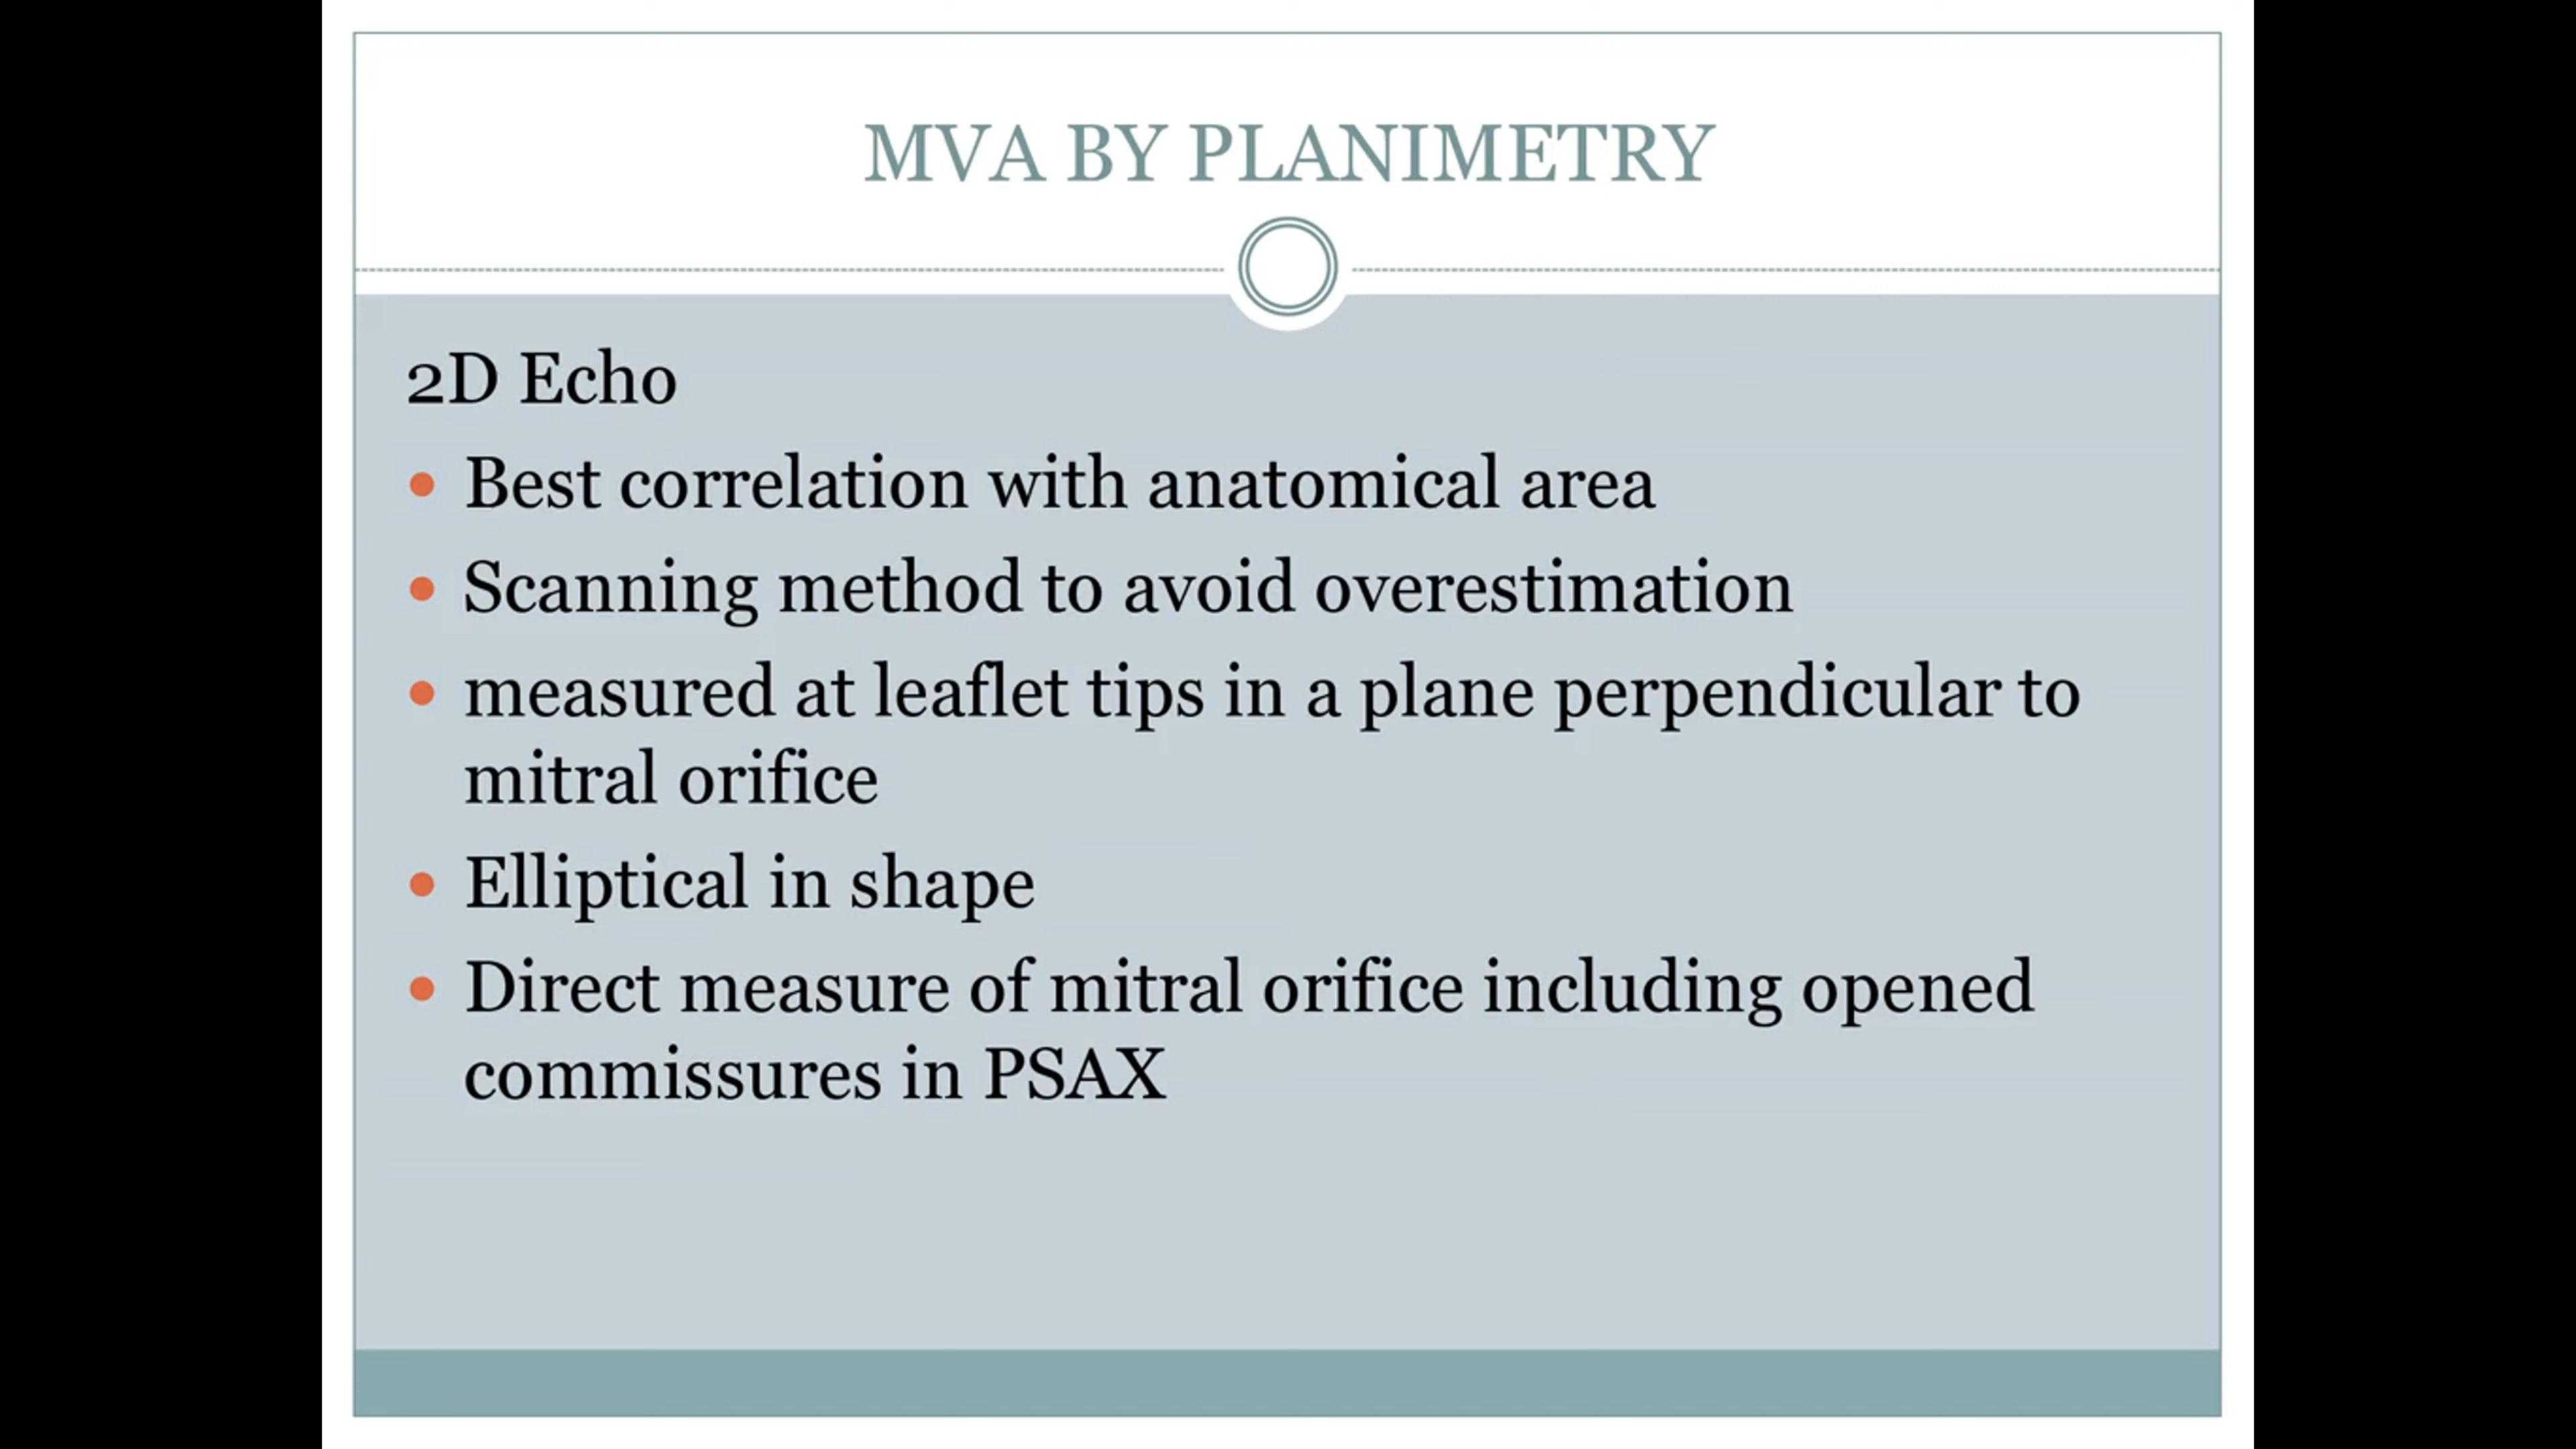 MVA BY PLANIMETRY
2D Echo
• Best correlation with anatomical area
• Scanning method to avoid overestimation
• measured at leaflet tips in a plane perpendicular to
mitral orifice
• Elliptical in shape
• Direct measure of mitral orifice including opened
commissures in PSAX